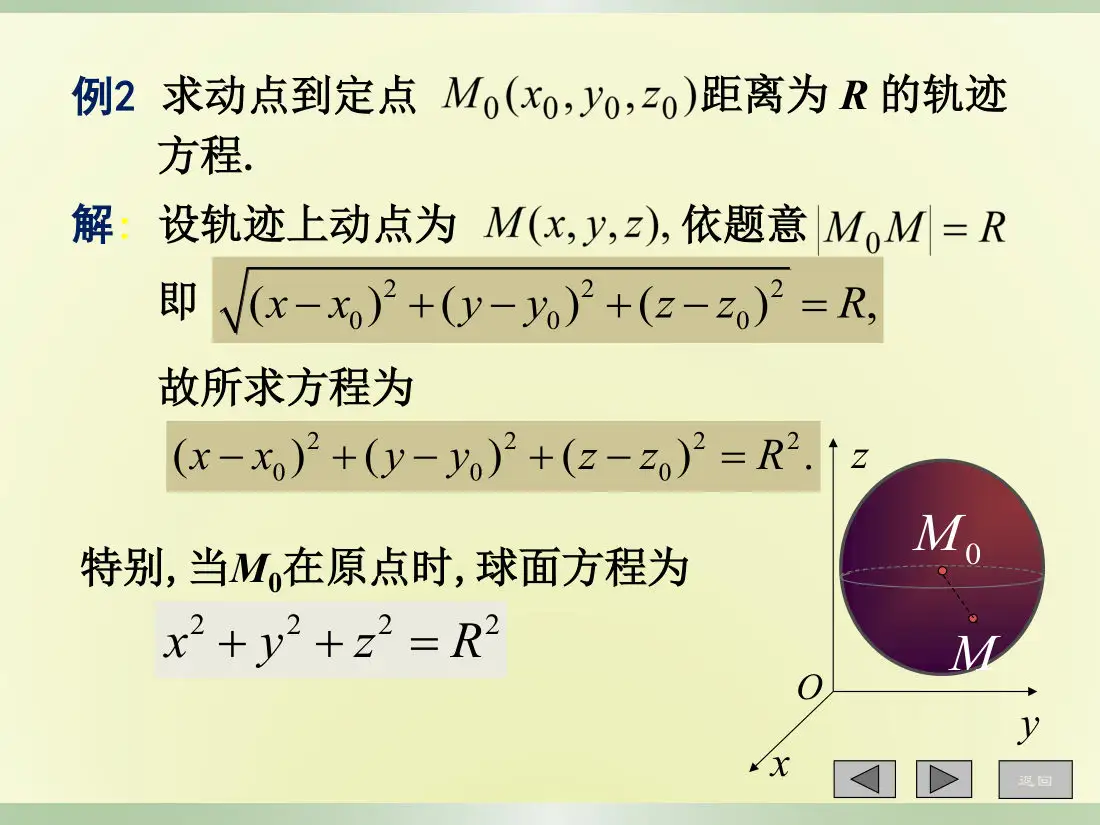 例2 求动点到定点 M₀(x₀, y₀, z₀)距离为 R 的轨迹
方程.
解: 设轨迹上动点为 M(x, y, z), 依题意 |M₀M| = R
即 √((x − x₀)² + (y − y₀)² + (z − z₀)²) = R,
故所求方程为
(x − x₀)² + (y − y₀)² + (z − z₀)² = R².
特别, 当M₀在原点时, 球面方程为
x² + y² + z² = R²
z
M₀
M
O
y
x
返回